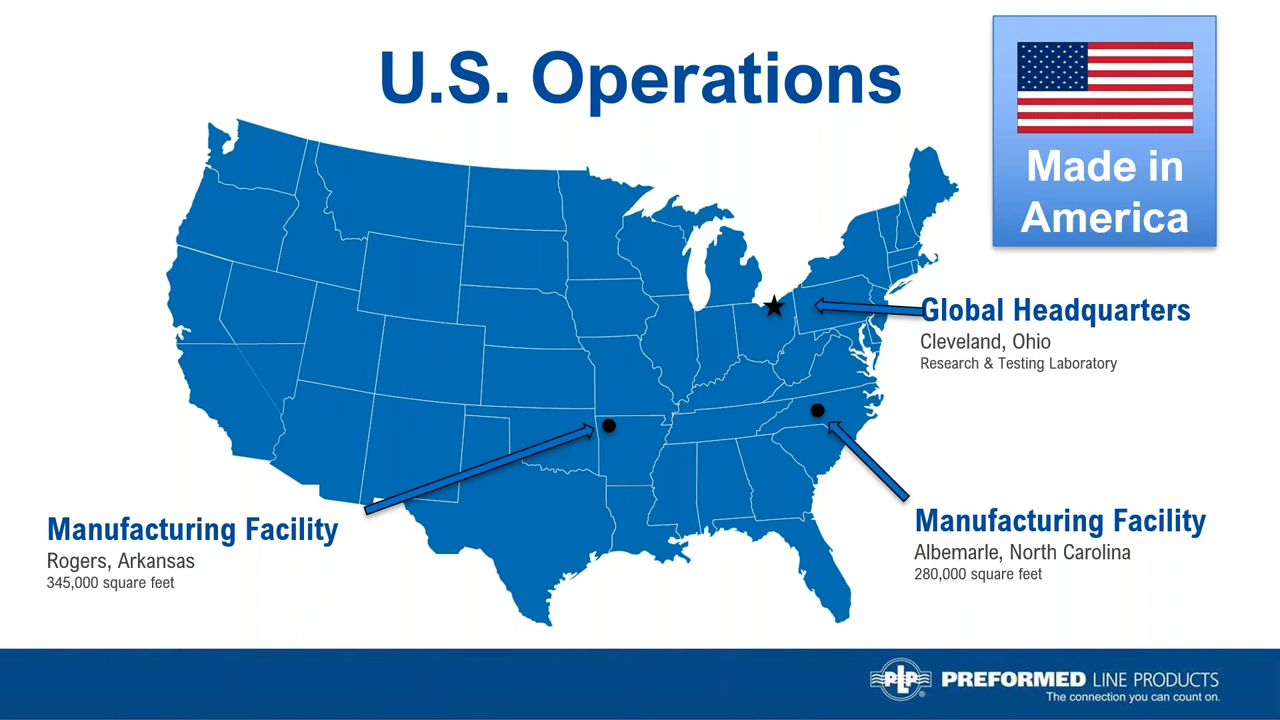 U.S. Operations
Made in
America
Global Headquarters
Cleveland, Ohio
Research & Testing Laboratory
Manufacturing Facility
Rogers, Arkansas
345,000 square feet
Manufacturing Facility
Albemarle, North Carolina
280,000 square feet
PLP®
PREFORMED LINE PRODUCTS
The connection you can count on.